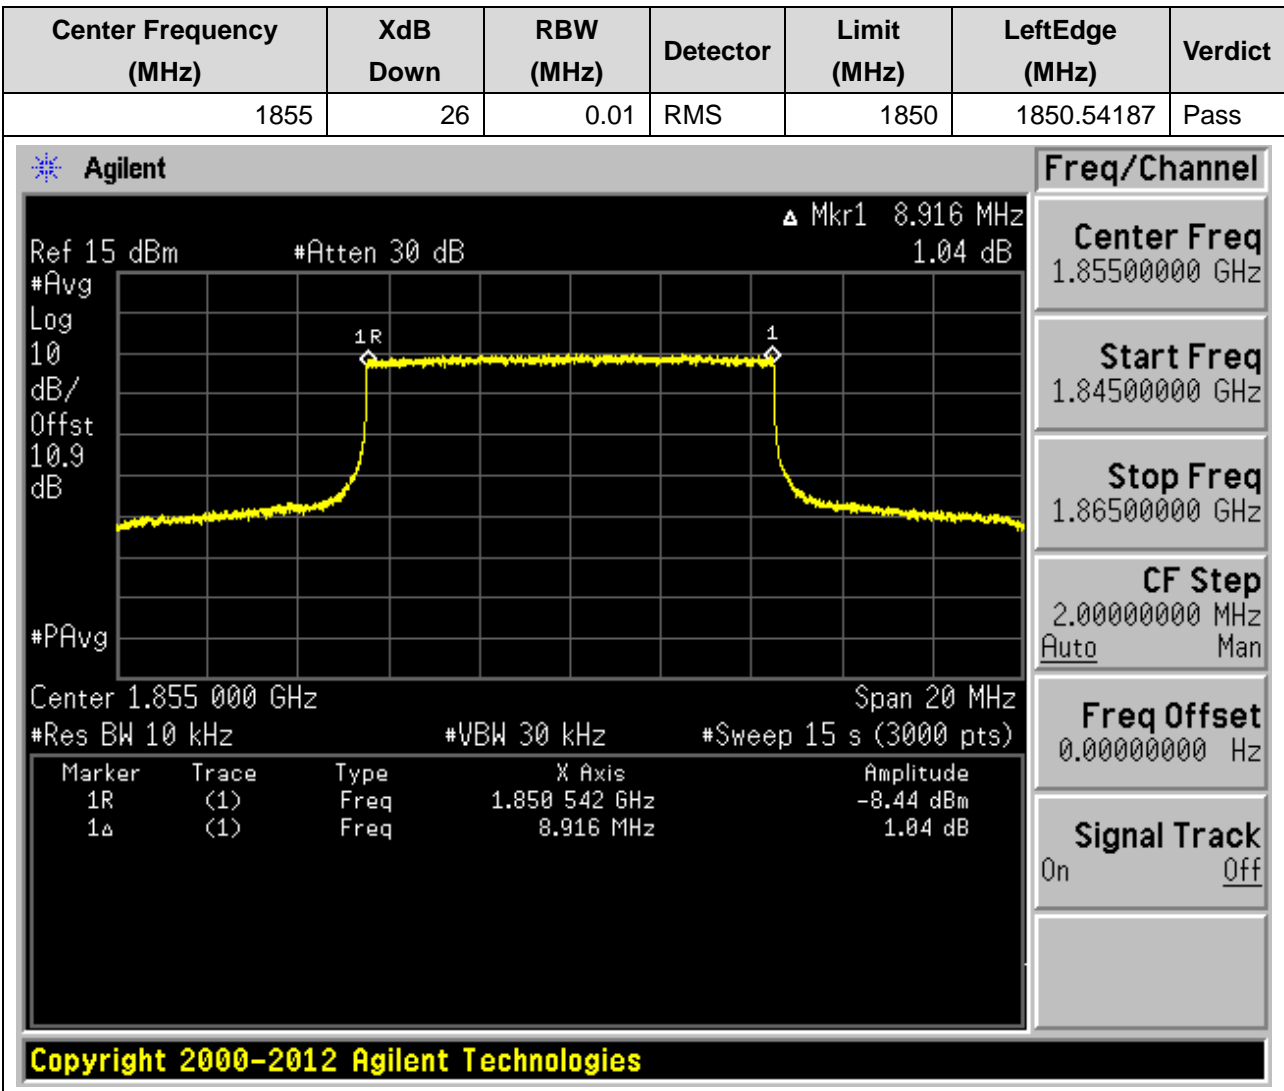 Center Frequency (MHz) XdB Down RBW (MHz) Detector Limit (MHz) LeftEdge (MHz) Verdict
1855 26 0.01 RMS 1850 1850.54187 Pass
Agilent
Freq/Channel
Δ Mkr1 8.916 MHz
Ref 15 dBm #Atten 30 dB 1.04 dB
#Avg
Log
10
dB/
Offst
10.9
dB
1R
1
#PAvg
Center 1.855 000 GHz Span 20 MHz
#Res BW 10 kHz #VBW 30 kHz #Sweep 15 s (3000 pts)
Marker Trace Type X Axis Amplitude
1R (1) Freq 1.850 542 GHz -8.44 dBm
1Δ (1) Freq 8.916 MHz 1.04 dB
Center Freq
1.85500000 GHz
Start Freq
1.84500000 GHz
Stop Freq
1.86500000 GHz
CF Step
2.00000000 MHz
Auto Man
Freq Offset
0.00000000 Hz
Signal Track
On Off
Copyright 2000-2012 Agilent Technologies